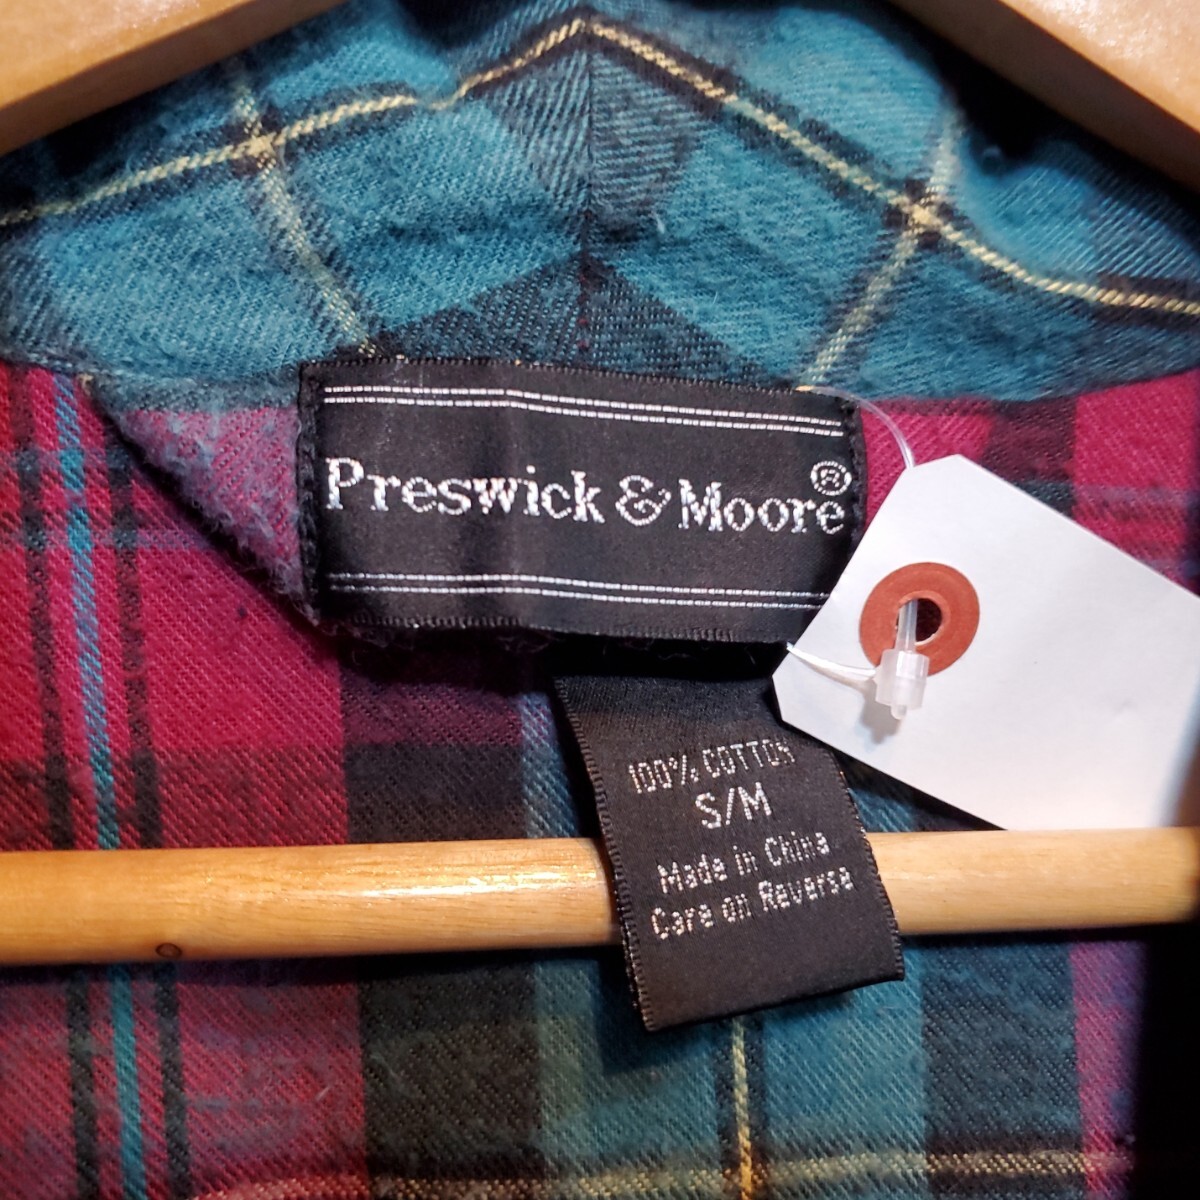 Preswick & Moore®
100% COTTON
S/M
Made in China
Care on Reverse